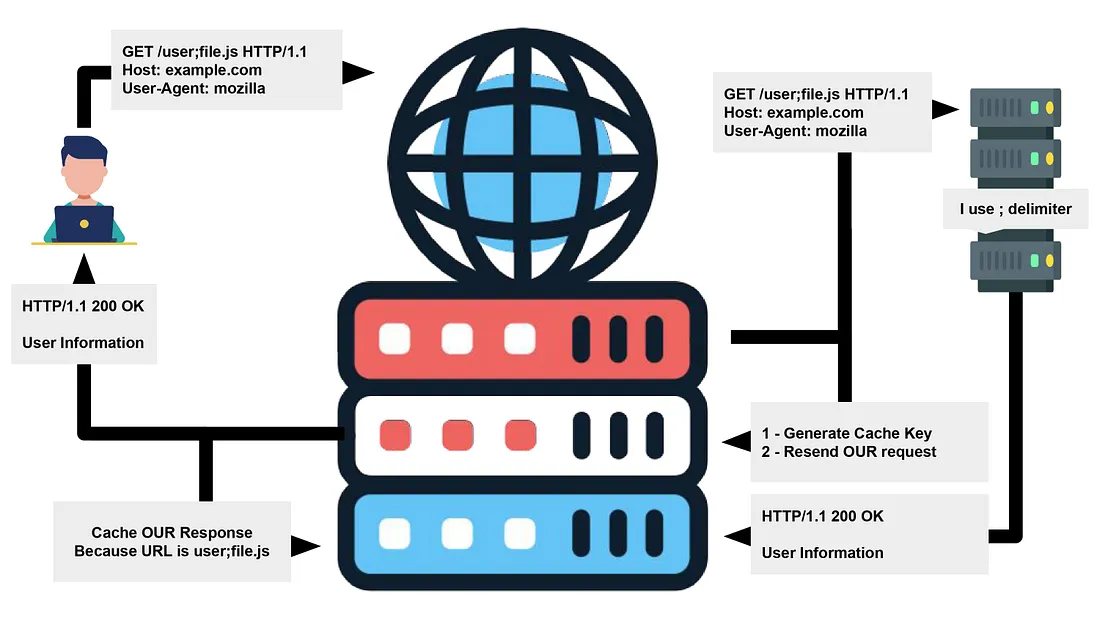 GET /user;file.js HTTP/1.1
Host: example.com
User-Agent: mozilla
GET /user;file.js HTTP/1.1
Host: example.com
User-Agent: mozilla
I use ; delimiter
HTTP/1.1 200 OK
User Information
1 - Generate Cache Key
2 - Resend OUR request
HTTP/1.1 200 OK
User Information
Cache OUR Response
Because URL is user;file.js